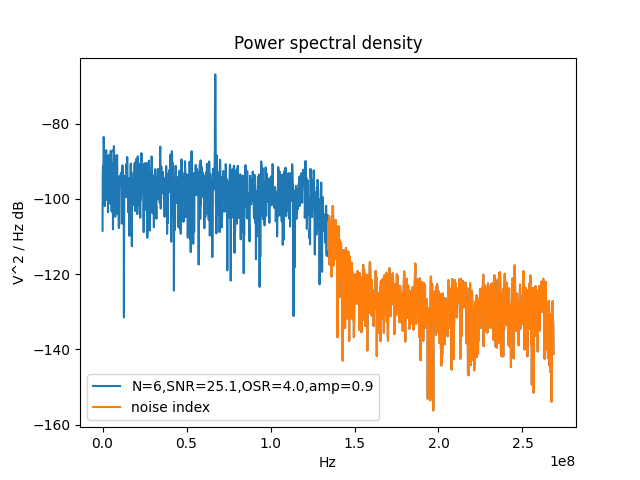 Power spectral density
V^2 / Hz dB
−80
−100
−120
−140
−160
N=6,SNR=25.1,OSR=4.0,amp=0.9
noise index
0.0 0.5 1.0 1.5 2.0 2.5
1e8
Hz